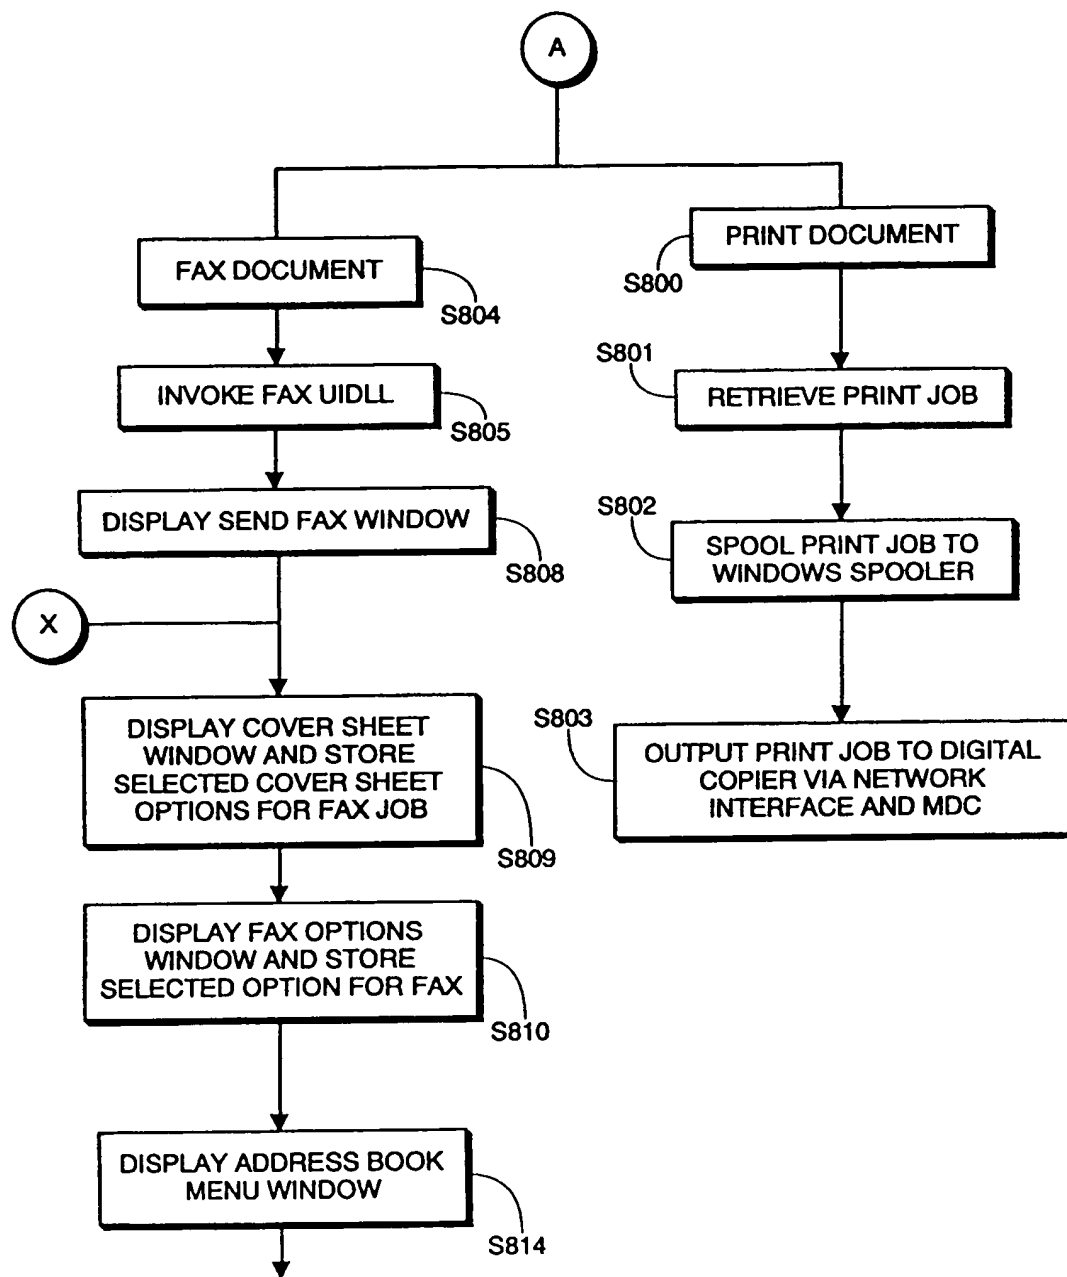 A
FAX DOCUMENT
S804
INVOKE FAX UIDLL
S805
DISPLAY SEND FAX WINDOW
S808
X
DISPLAY COVER SHEET
WINDOW AND STORE
SELECTED COVER SHEET
OPTIONS FOR FAX JOB
S809
DISPLAY FAX OPTIONS
WINDOW AND STORE
SELECTED OPTION FOR FAX
S810
DISPLAY ADDRESS BOOK
MENU WINDOW
S814
PRINT DOCUMENT
S800
S801
RETRIEVE PRINT JOB
S802
SPOOL PRINT JOB TO
WINDOWS SPOOLER
S803
OUTPUT PRINT JOB TO DIGITAL
COPIER VIA NETWORK
INTERFACE AND MDC